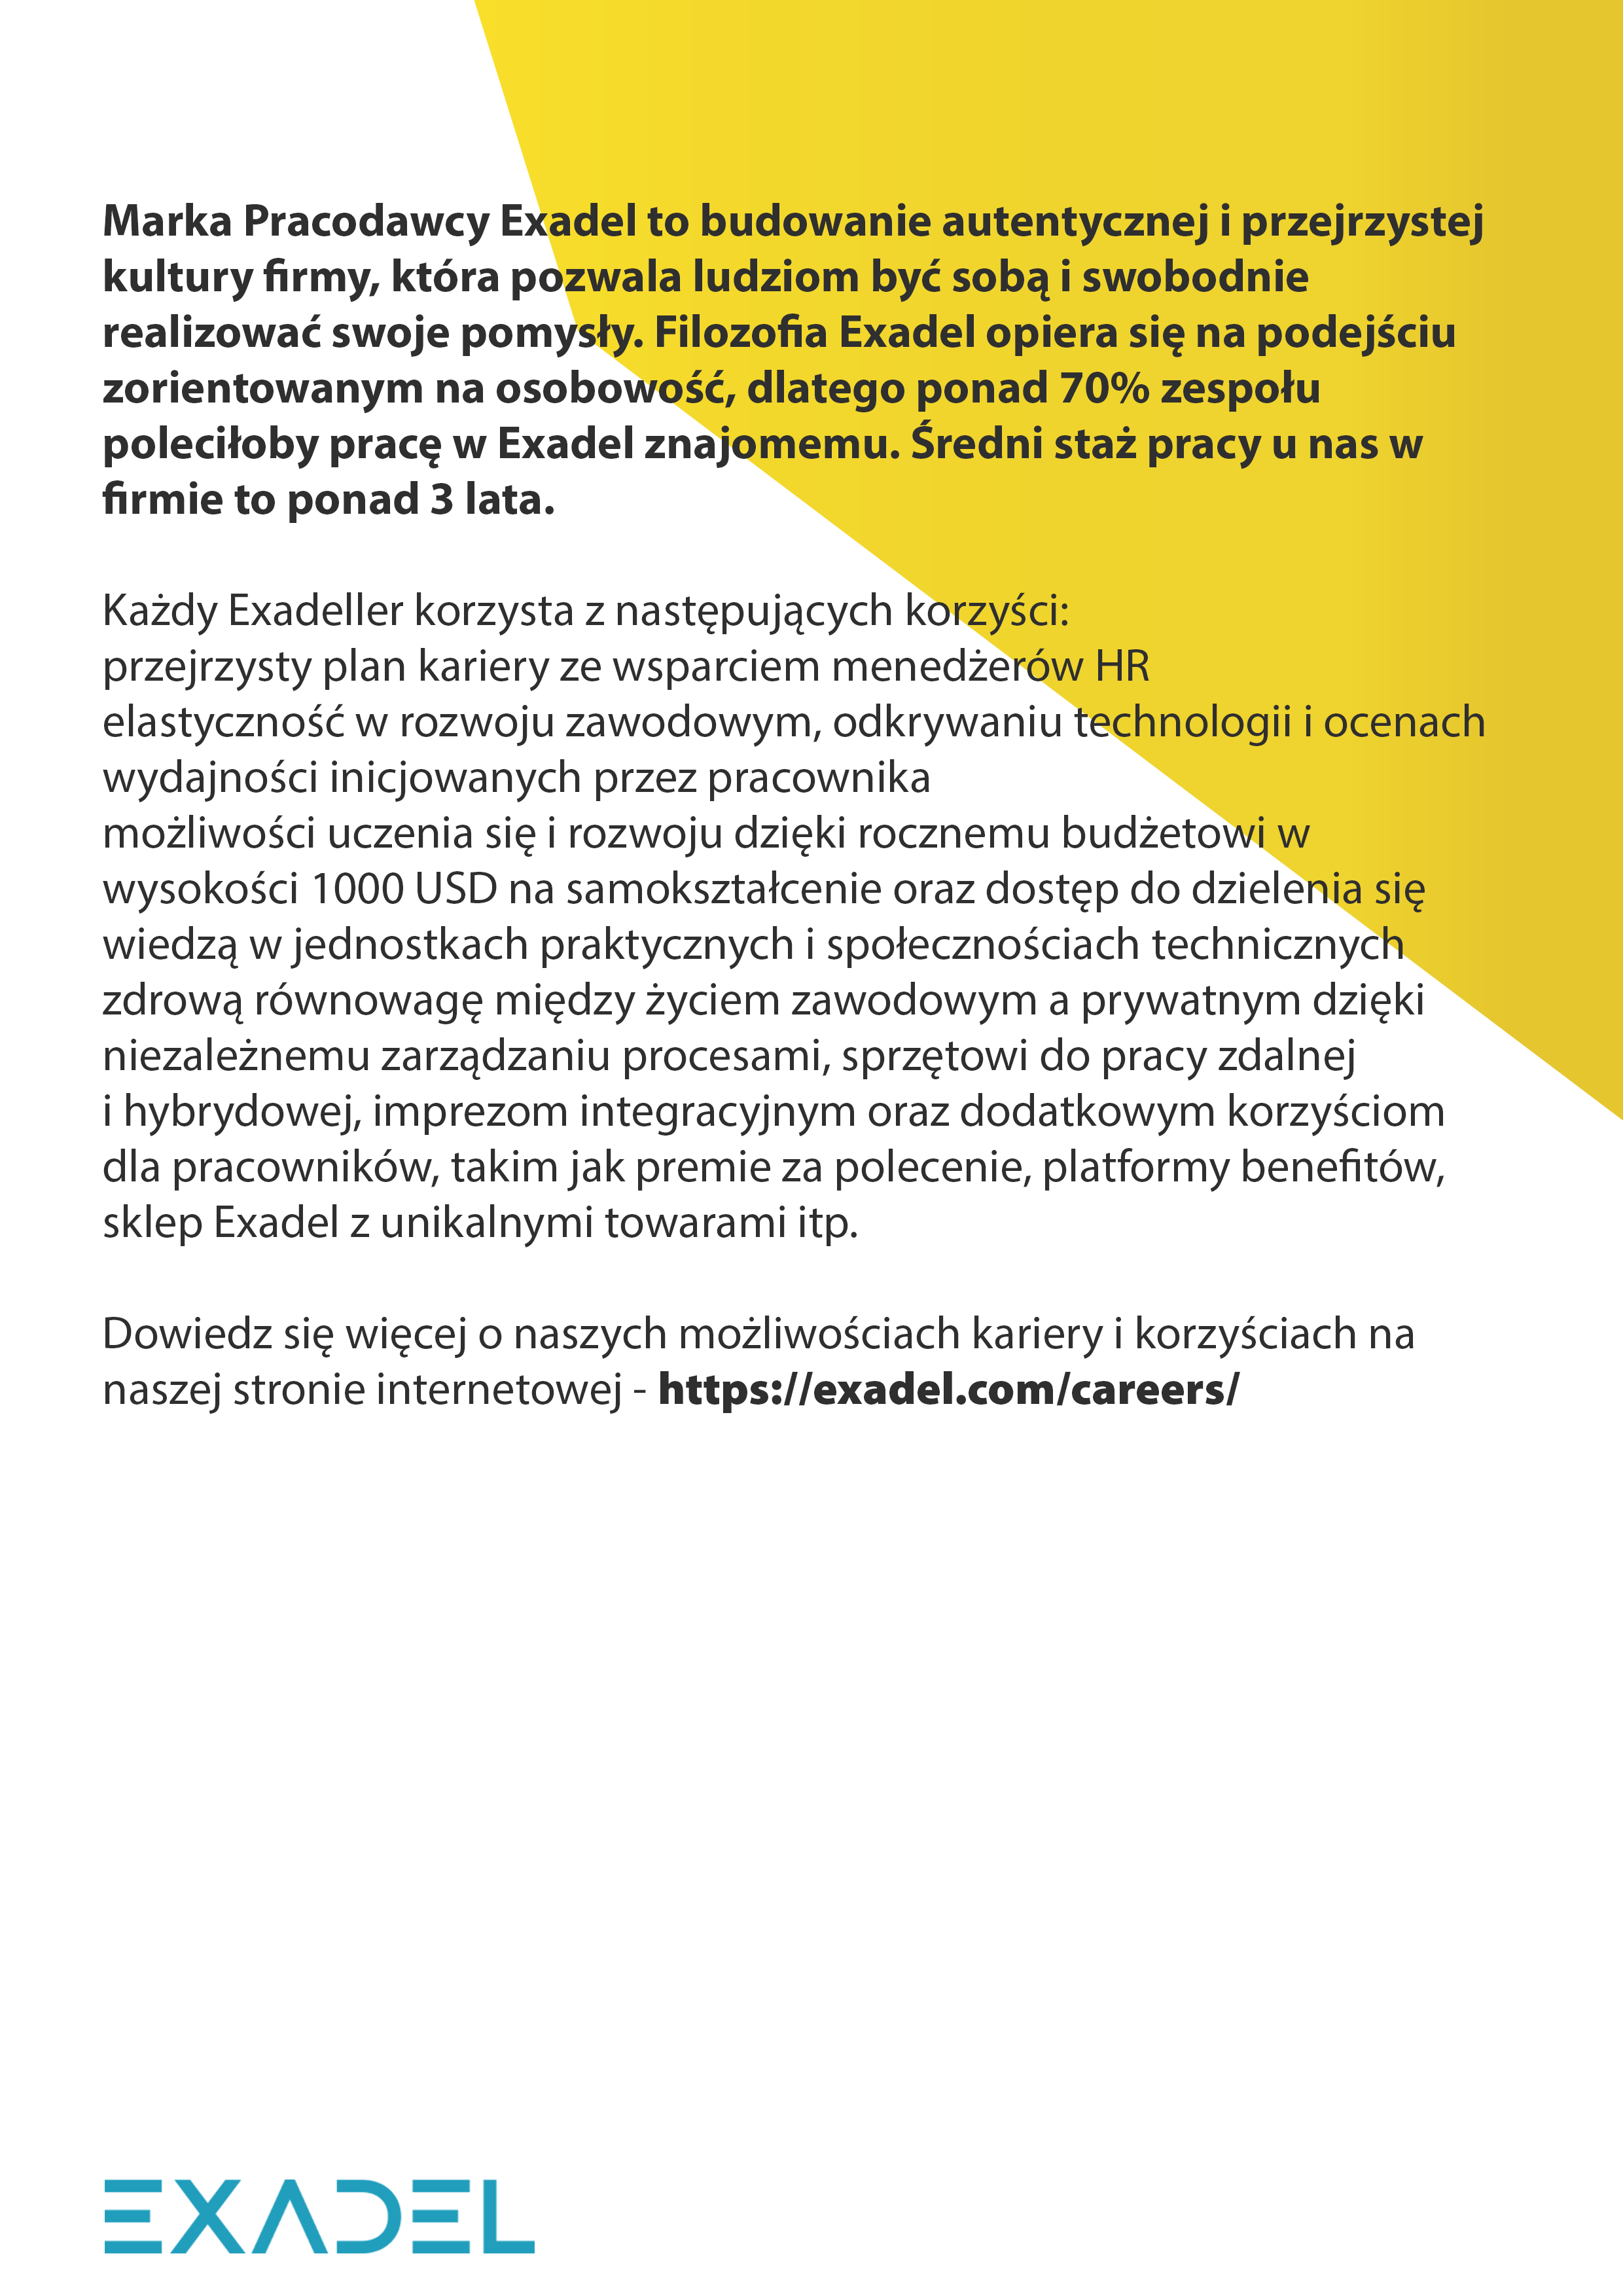 Marka Pracodawcy Exadel to budowanie autentycznej i przejrzystej
kultury firmy, która pozwala ludziom być sobą i swobodnie
realizować swoje pomysły. Filozofia Exadel opiera się na podejściu
zorientowanym na osobowość, dlatego ponad 70% zespołu
poleciłoby pracę w Exadel znajomemu. Średni staż pracy u nas w
firmie to ponad 3 lata.
Każdy Exadeller korzysta z następujących korzyści:
przejrzysty plan kariery ze wsparciem menedżerów HR
elastyczność w rozwoju zawodowym, odkrywaniu technologii i ocenach
wydajności inicjowanych przez pracownika
możliwości uczenia się i rozwoju dzięki rocznemu budżetowi w
wysokości 1000 USD na samokształcenie oraz dostęp do dzielenia się
wiedzą w jednostkach praktycznych i społecznościach technicznych
zdrową równowagę między życiem zawodowym a prywatnym dzięki
niezależnemu zarządzaniu procesami, sprzętowi do pracy zdalnej
i hybrydowej, imprezom integracyjnym oraz dodatkowym korzyściom
dla pracowników, takim jak premie za polecenie, platformy benefitów,
sklep Exadel z unikalnymi towarami itp.
Dowiedz się więcej o naszych możliwościach kariery i korzyściach na
naszej stronie internetowej - https://exadel.com/careers/
EXADEL